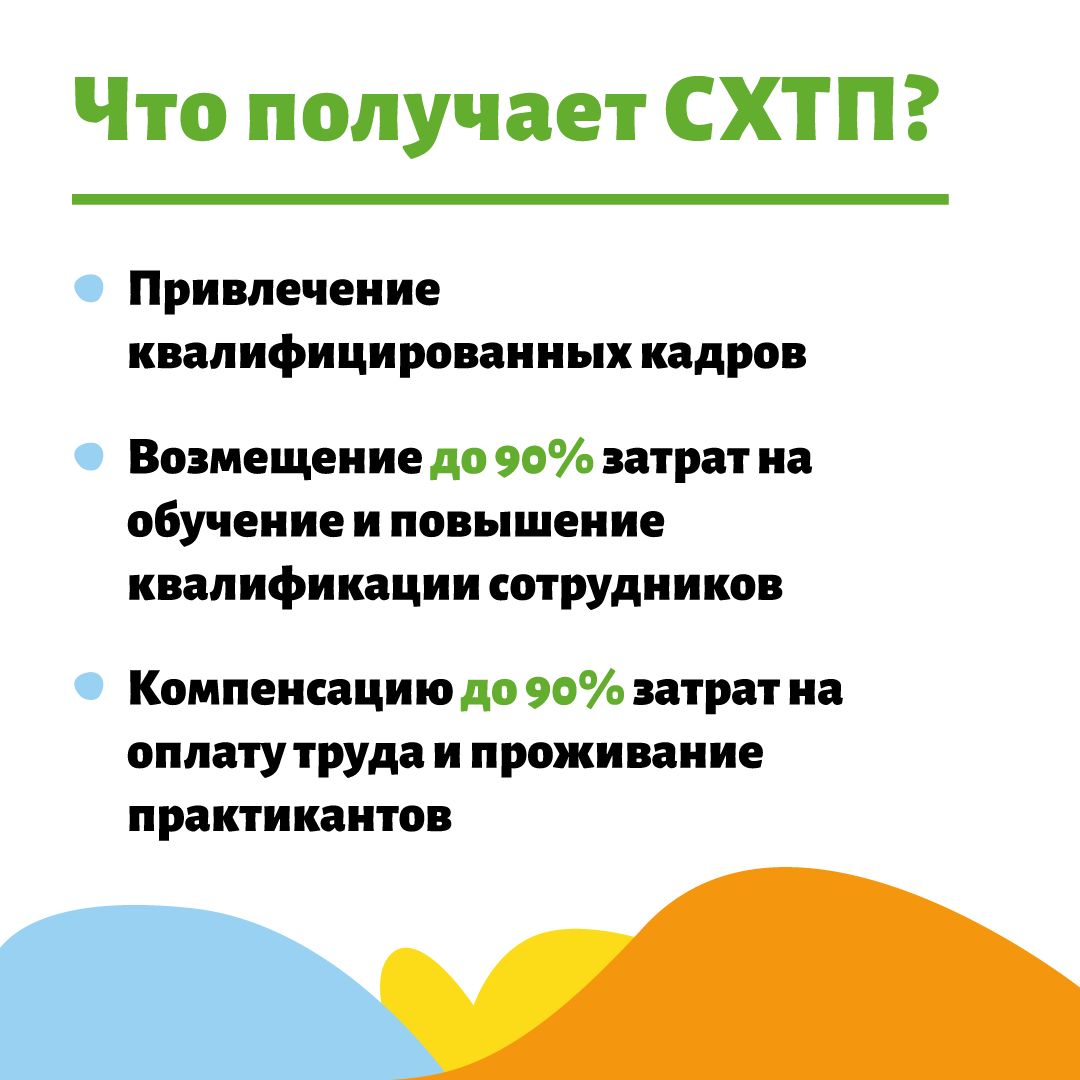 Что получает СХТП?
Привлечение
квалифицированных кадров
Возмещение до 90% затрат на
обучение и повышение
квалификации сотрудников
Компенсацию до 90% затрат на
оплату труда и проживание
практикантов